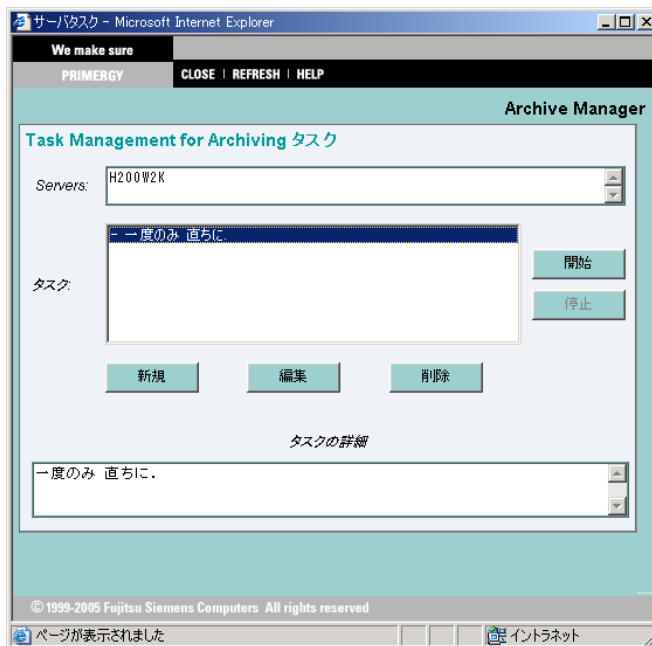 サーバタスク - Microsoft Internet Explorer
We make sure
PRIMERGY
CLOSE | REFRESH | HELP
Archive Manager
Task Management for Archiving タスク
Servers:
H200W2K
- 一度のみ 直ちに.
タスク:
開始
停止
新規
編集
削除
タスクの詳細
一度のみ 直ちに.
© 1999-2005 Fujitsu Siemens Computers All rights reserved
ページが表示されました
イントラネット